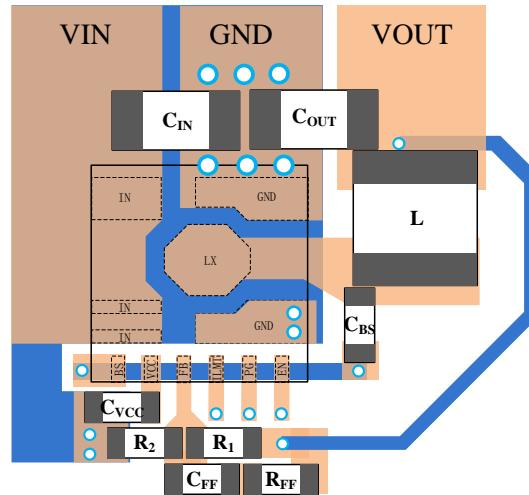 VIN GND VOUT
CIN COUT
IN GND
L
LX
IN
GND
CBS
IN
BS VCC FB ILMT PG EN
CVCC
R2 R1
CFF RFF